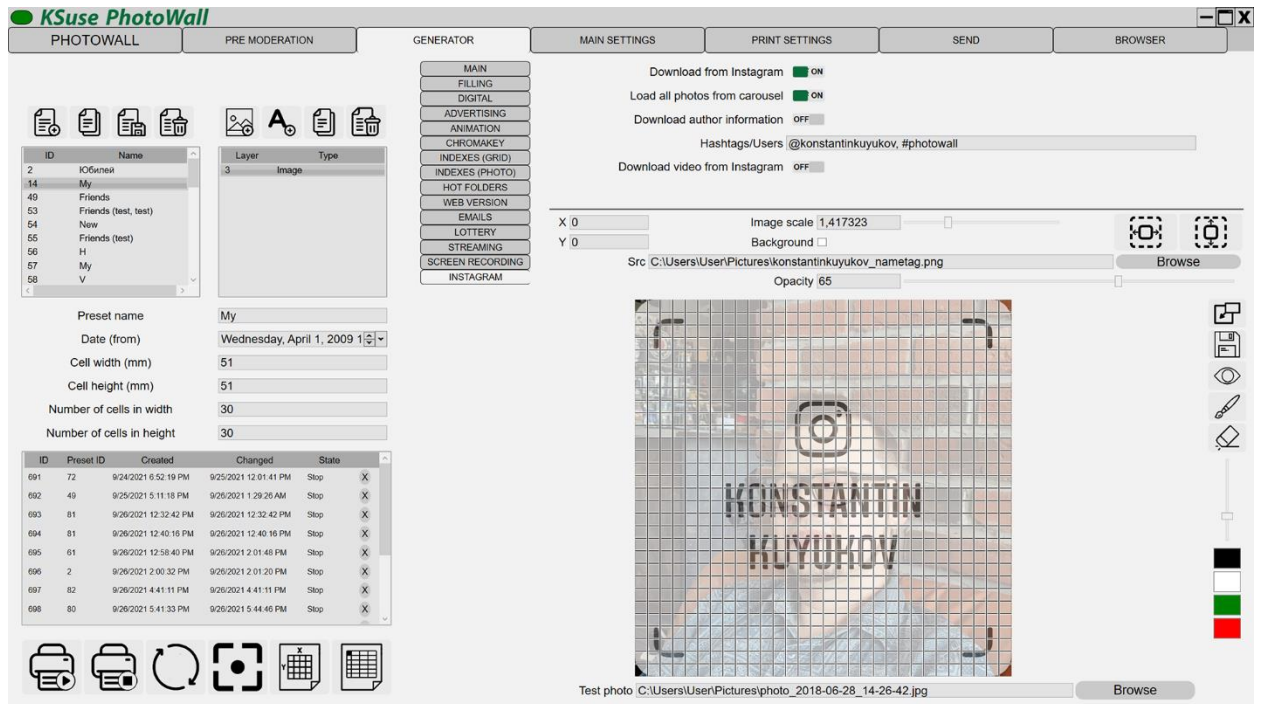 KSuse PhotoWall
X
PHOTOWALL PRE MODERATION GENERATOR MAIN SETTINGS PRINT SETTINGS SEND BROWSER
MAIN
FILLING
DIGITAL
ADVERTISING
ANIMATION
CHROMAKEY
INDEXES (GRID)
INDEXES (PHOTO)
HOT FOLDERS
WEB VERSION
EMAILS
LOTTERY
STREAMING
SCREEN RECORDING
INSTAGRAM
ID Name
2 Юбилей
14 My
49 Friends
53 Friends (test, test)
54 New
55 Friends (test)
56 H
57 My
58 V
Layer Type
3 Image
Preset name My
Date (from) Wednesday, April 1, 2009 1
Cell width (mm) 51
Cell height (mm) 51
Number of cells in width 30
Number of cells in height 30
ID Preset ID Created Changed State
691 72 9/24/2021 6:52:19 PM 9/25/2021 12:01:41 PM Stop X
692 49 9/25/2021 5:11:18 PM 9/26/2021 1:29:26 AM Stop X
693 81 9/26/2021 12:32:42 PM 9/26/2021 12:32:42 PM Stop X
694 81 9/26/2021 12:40:16 PM 9/26/2021 12:40:16 PM Stop X
695 61 9/26/2021 12:58:40 PM 9/26/2021 2:01:48 PM Stop X
696 2 9/26/2021 2:00:32 PM 9/26/2021 2:01:20 PM Stop X
697 82 9/26/2021 4:41:11 PM 9/26/2021 4:41:11 PM Stop X
698 80 9/26/2021 5:41:33 PM 9/26/2021 5:44:46 PM Stop X
X
Y
Download from Instagram ON
Load all photos from carousel ON
Download author information OFF
Hashtags/Users @konstantinkuyukov, #photowall
Download video from Instagram OFF
X 0 Image scale 1,417323
Y 0 Background
Src C:\Users\User\Pictures\konstantinkuyukov_nametag.png Browse
Opacity 65
KONSTANTIN
KUYUKOV
Test photo C:\Users\User\Pictures\photo_2018-06-28_14-26-42.jpg Browse